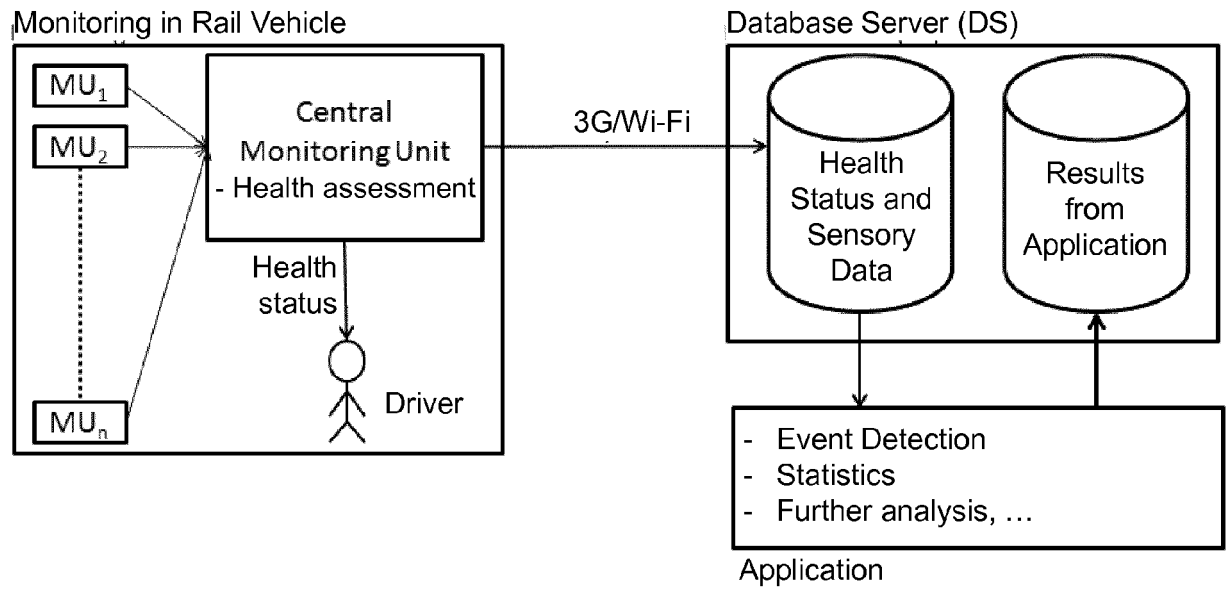 Monitoring in Rail Vehicle
MU1
MU2
MUn
Central
Monitoring Unit
- Health assessment
Health
status
Driver
3G/Wi-Fi
Database Server (DS)
Health
Status and
Sensory
Data
Results
from
Application
- Event Detection
- Statistics
- Further analysis, ...
Application